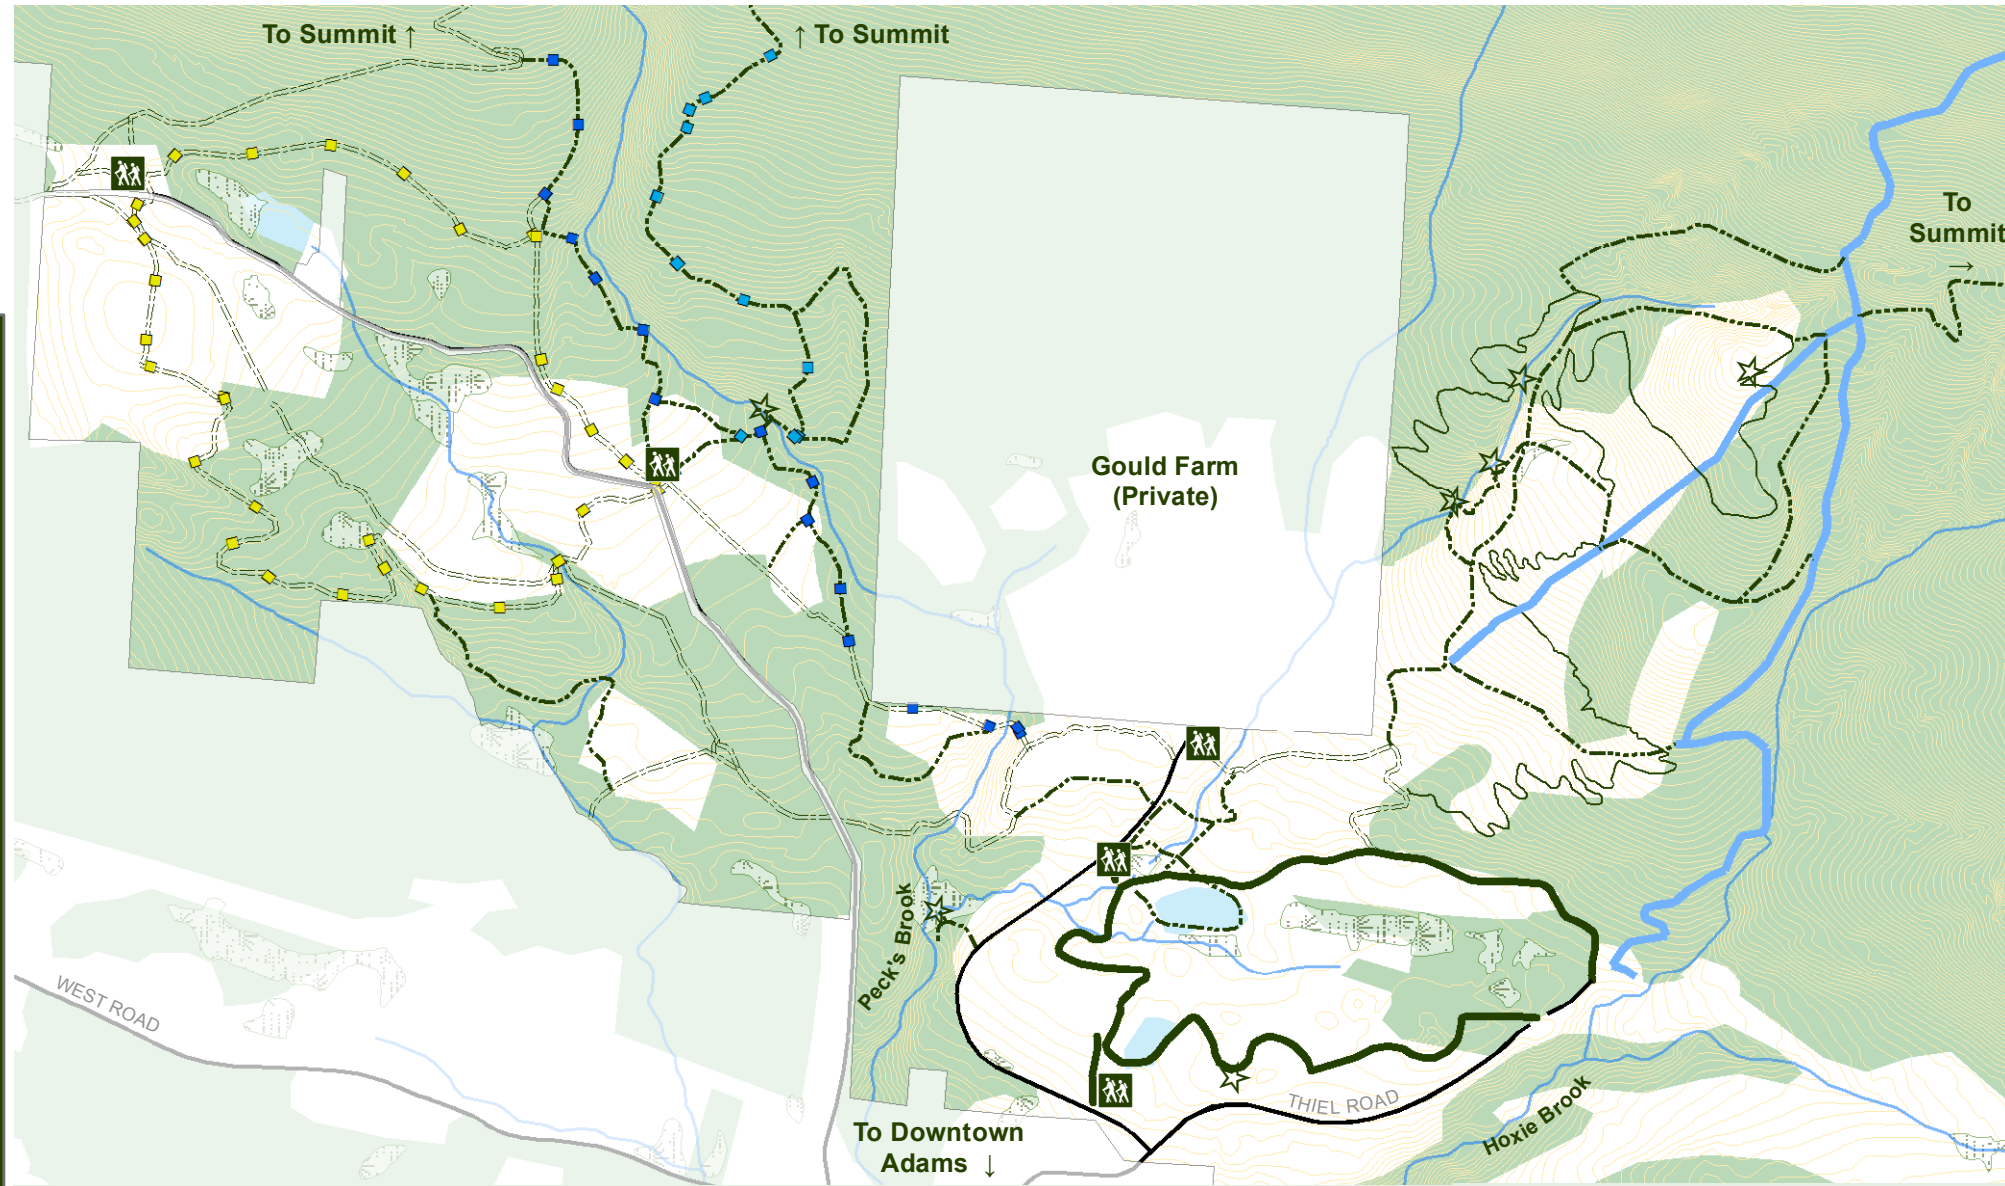 To Summit ↑
↑ To Summit
To
Summit
→
Gould Farm
(Private)
Peck's Brook
WEST ROAD
THIEL ROAD
Hoxie Brook
To Downtown
Adams ↓